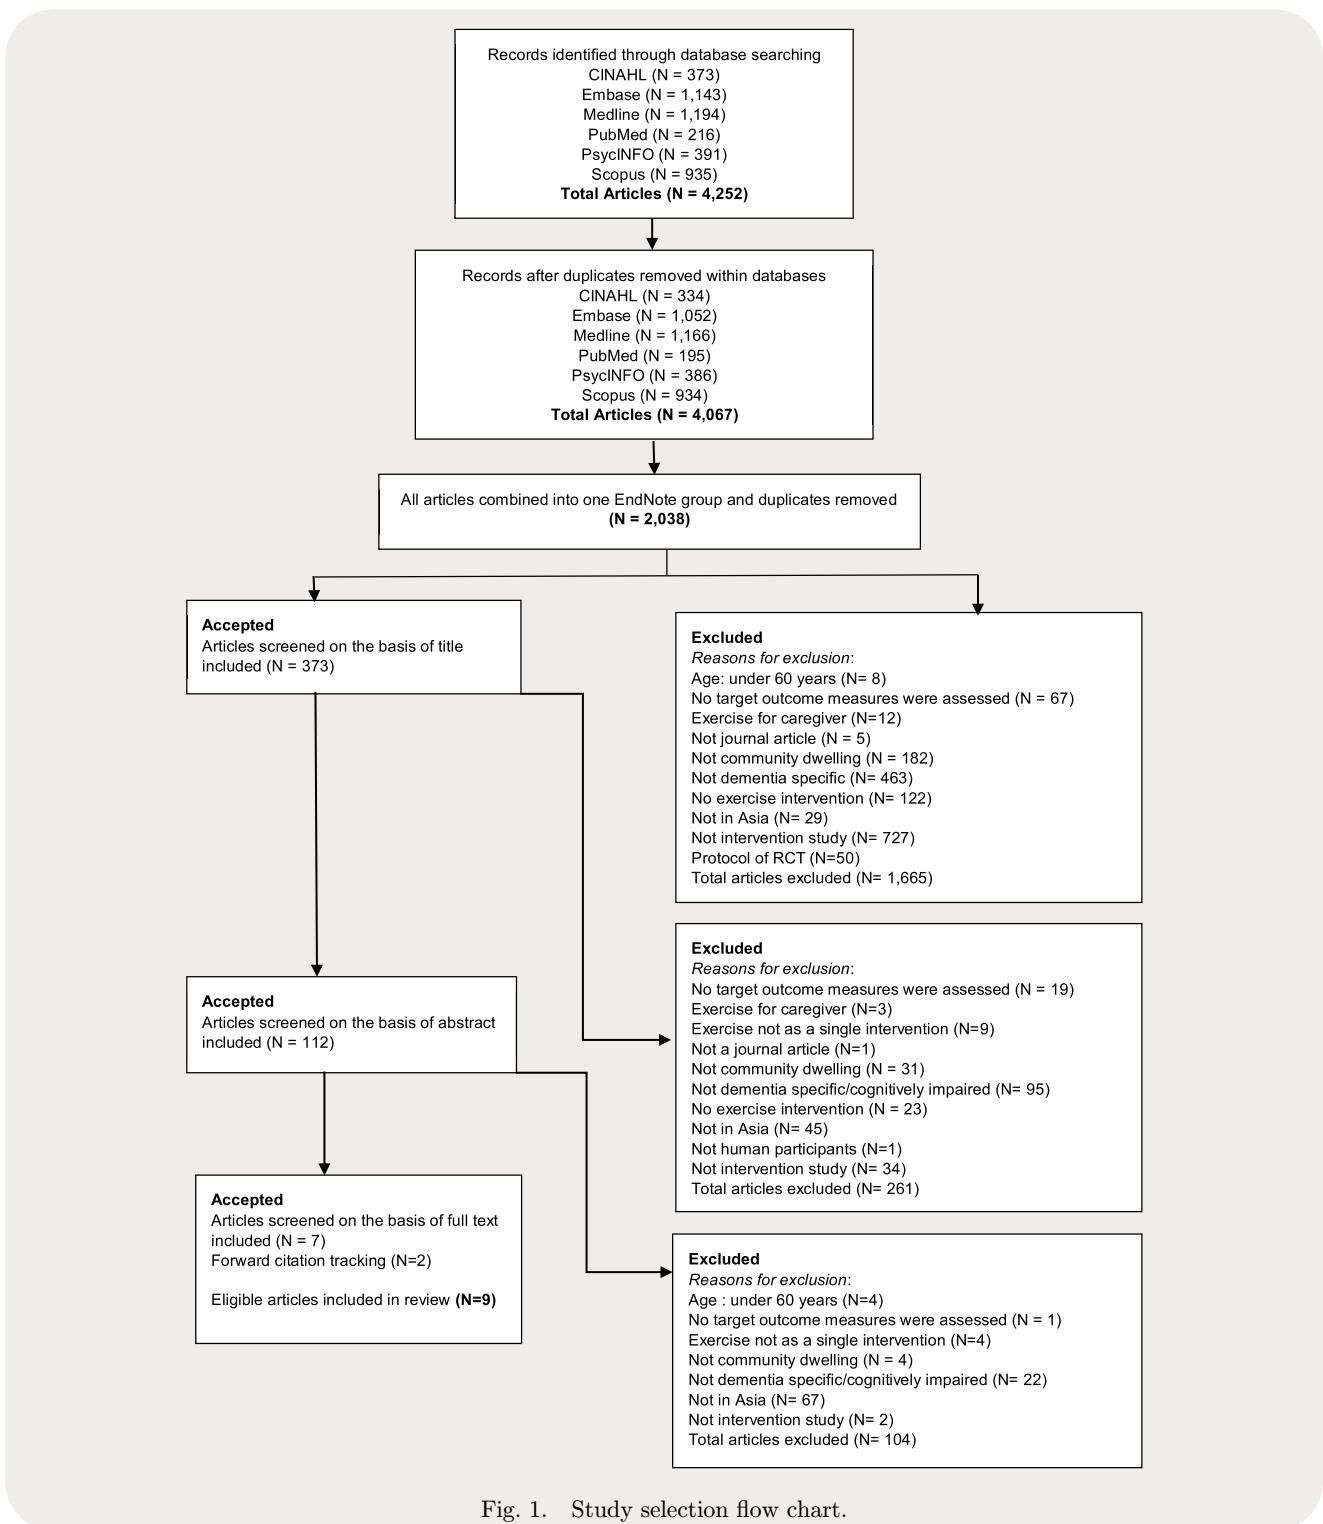 Records identified through database searching
CINAHL (N = 373)
Embase (N = 1,143)
Medline (N = 1,194)
PubMed (N = 216)
PsycINFO (N = 391)
Scopus (N = 935)
Total Articles (N = 4,252)
Records after duplicates removed within databases
CINAHL (N = 334)
Embase (N = 1,052)
Medline (N = 1,166)
PubMed (N = 195)
PsycINFO (N = 386)
Scopus (N = 934)
Total Articles (N = 4,067)
All articles combined into one EndNote group and duplicates removed
(N = 2,038)
Accepted
Articles screened on the basis of title
included (N = 373)
Excluded
Reasons for exclusion:
Age: under 60 years (N= 8)
No target outcome measures were assessed (N = 67)
Exercise for caregiver (N=12)
Not journal article (N = 5)
Not community dwelling (N = 182)
Not dementia specific (N= 463)
No exercise intervention (N= 122)
Not in Asia (N= 29)
Not intervention study (N= 727)
Protocol of RCT (N=50)
Total articles excluded (N= 1,665)
Accepted
Articles screened on the basis of abstract
included (N = 112)
Excluded
Reasons for exclusion:
No target outcome measures were assessed (N = 19)
Exercise for caregiver (N=3)
Exercise not as a single intervention (N=9)
Not a journal article (N=1)
Not community dwelling (N = 31)
Not dementia specific/cognitively impaired (N= 95)
No exercise intervention (N = 23)
Not in Asia (N= 45)
Not human participants (N=1)
Not intervention study (N= 34)
Total articles excluded (N= 261)
Accepted
Articles screened on the basis of full text
included (N = 7)
Forward citation tracking (N=2)
Eligible articles included in review (N=9)
Excluded
Reasons for exclusion:
Age : under 60 years (N=4)
No target outcome measures were assessed (N = 1)
Exercise not as a single intervention (N=4)
Not community dwelling (N = 4)
Not dementia specific/cognitively impaired (N= 22)
Not in Asia (N= 67)
Not intervention study (N= 2)
Total articles excluded (N= 104)
Fig. 1. Study selection flow chart.